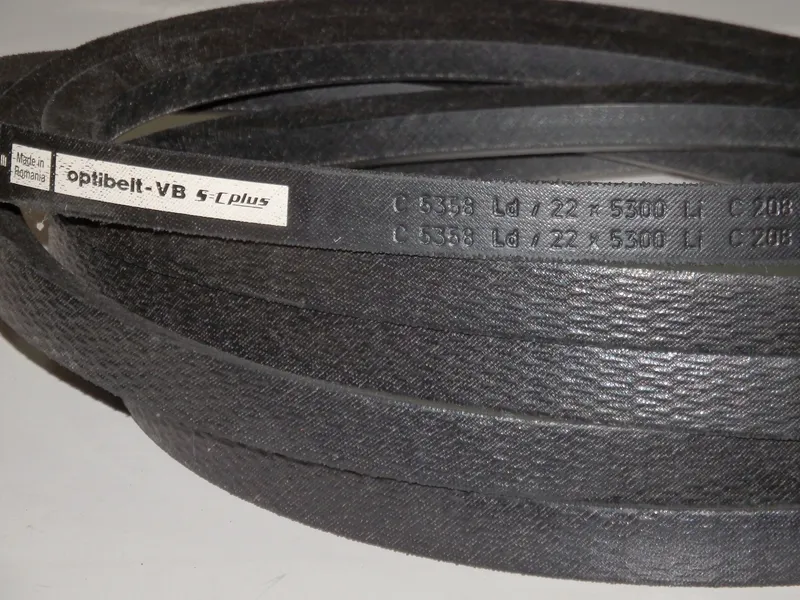 Made in
Romania
optibelt-VB S=C plus
C 5358 Ld / 22 x 5300 Li C 208
C 5358 Ld / 22 x 5300 Li C 208